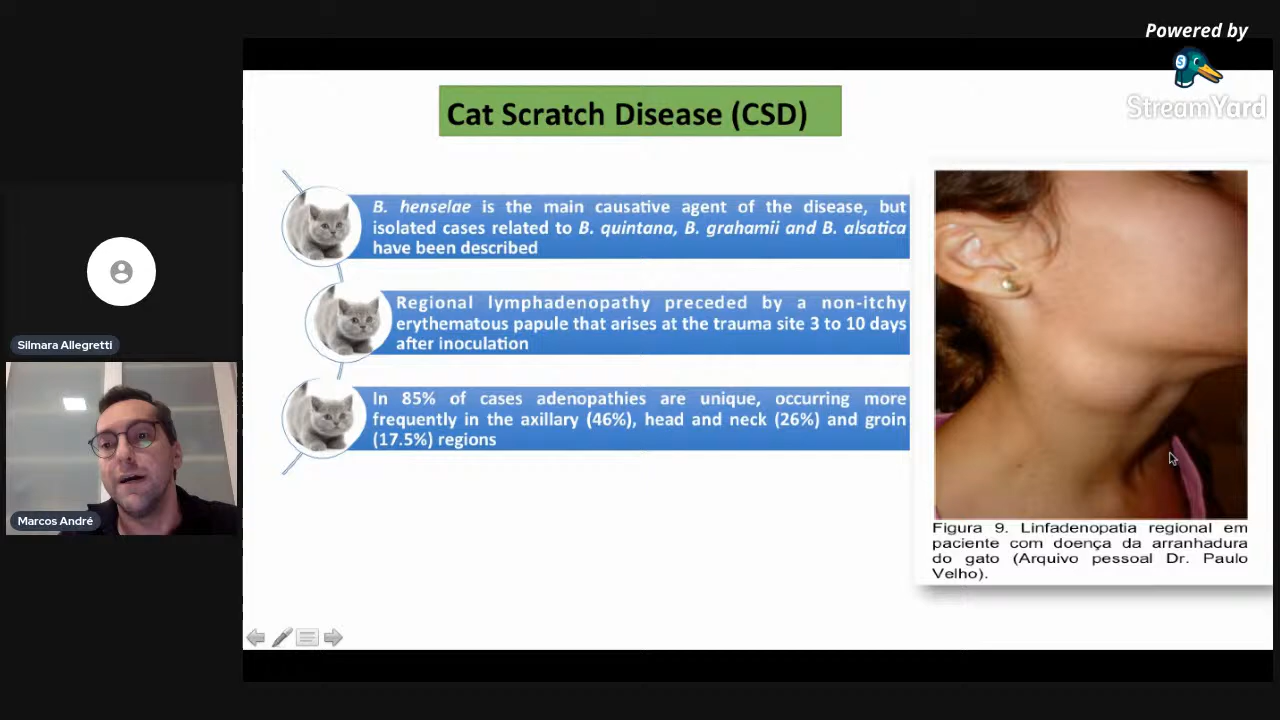 Powered by
StreamYard
Cat Scratch Disease (CSD)
B. henselae is the main causative agent of the disease, but
isolated cases related to B. quintana, B. grahamii and B. alsatica
have been described
Regional lymphadenopathy preceded by a non-itchy
erythematous papule that arises at the trauma site 3 to 10 days
after inoculation
In 85% of cases adenopathies are unique, occurring more
frequently in the axillary (46%), head and neck (26%) and groin
(17.5%) regions
Figura 9. Linfadenopatia regional em
paciente com doença da arranhadura
do gato (Arquivo pessoal Dr. Paulo
Velho).
Silmara Allegretti
Marcos André